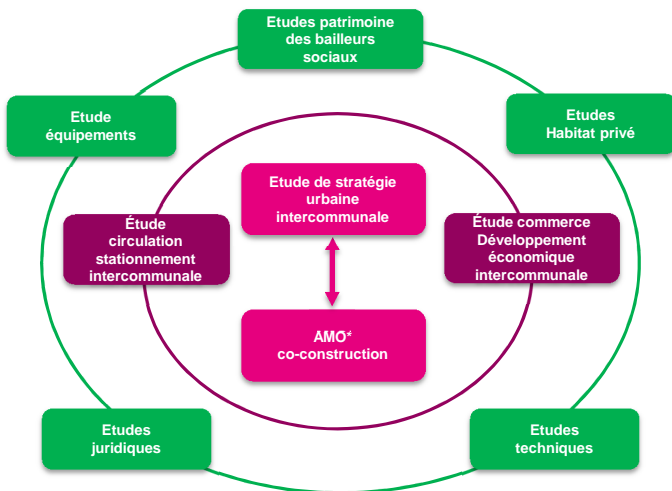 Etudes patrimoine
des bailleurs
sociaux
Etude
équipements
Etudes
Habitat privé
Etude de stratégie
urbaine
intercommunale
Étude
circulation
stationnement
intercommunale
Étude commerce
Développement
économique
intercommunale
AMO*
co-construction
Etudes
juridiques
Etudes
techniques